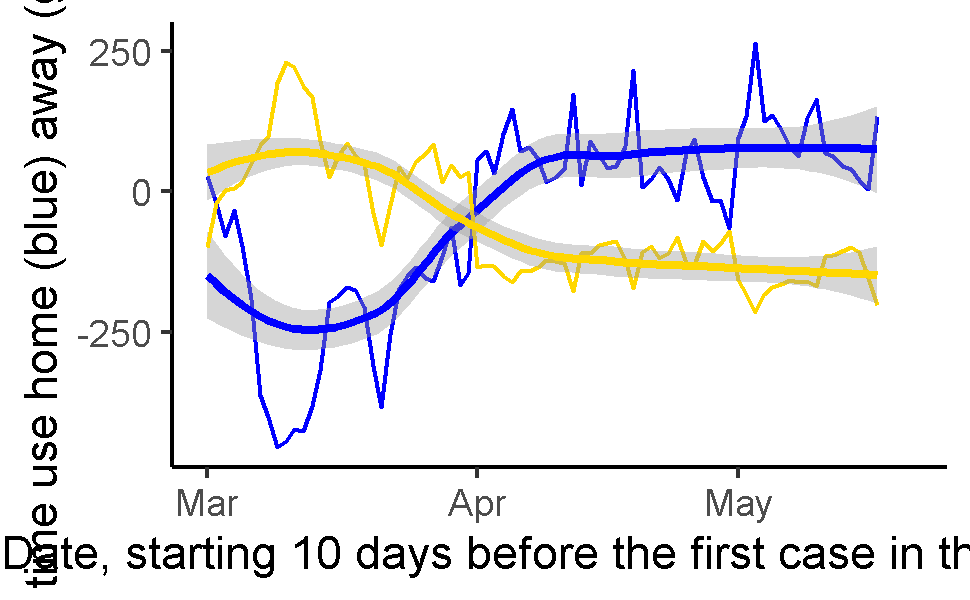 time use home (blue) away (
250
0
-250
Mar Apr May
Date, starting 10 days before the first case in th